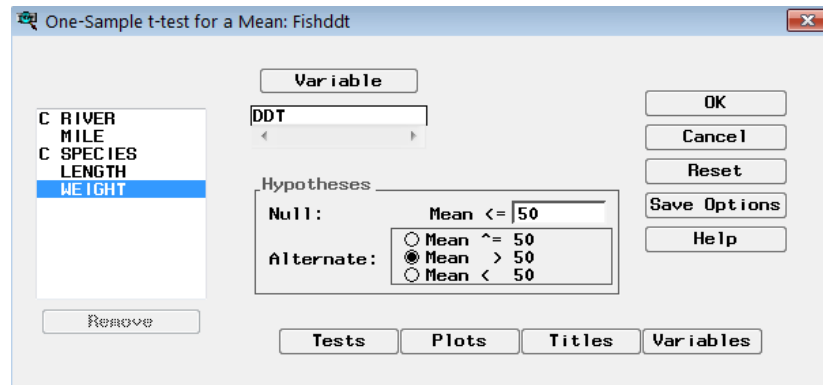 One-Sample t-test for a Mean: Fishddt
Variable
C RIVER
MILE
C SPECIES
LENGTH
WEIGHT
Remove
DDT
Hypotheses
Null: Mean <= 50
Alternate:
Mean ^= 50
Mean > 50
Mean < 50
OK
Cancel
Reset
Save Options
Help
Tests Plots Titles Variables